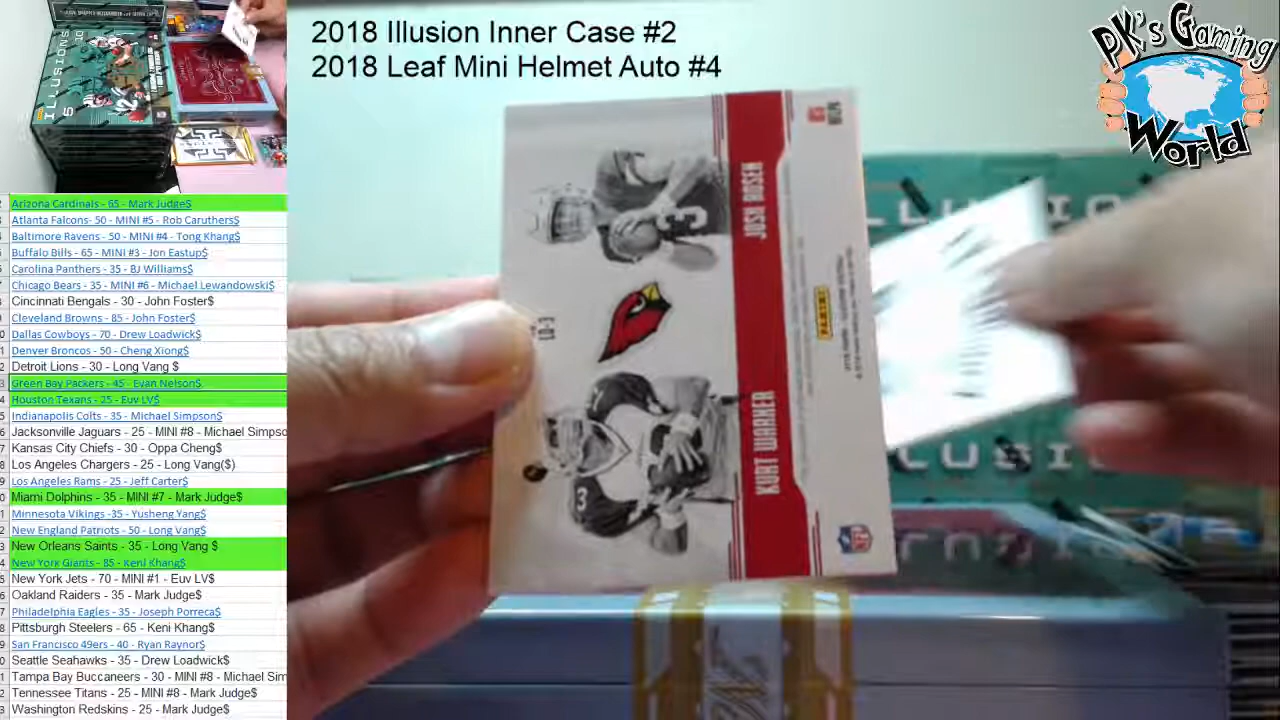 2018 Illusion Inner Case #2
2018 Leaf Mini Helmet Auto #4
PK's Gaming
World
ILLUSIONS
Arizona Cardinals - 65 - Mark Judge$
Atlanta Falcons- 50 - MINI #5 - Rob Caruthers$
Baltimore Ravens - 50 - MINI #4 - Tong Khang$
Buffalo Bills - 65 - MINI #3 - Jon Eastup$
Carolina Panthers - 35 - BJ Williams$
Chicago Bears - 35 - MINI #6 - Michael Lewandowski$
Cincinnati Bengals - 30 - John Foster$
Cleveland Browns - 85 - John Foster$
Dallas Cowboys - 70 - Drew Loadwick$
Denver Broncos - 50 - Cheng Xiong$
Detroit Lions - 30 - Long Vang $
Green Bay Packers - 45 - Evan Nelson$
Houston Texans - 25 - Euv LV$
Indianapolis Colts - 35 - Michael Simpson$
Jacksonville Jaguars - 25 - MINI #8 - Michael Simpso
Kansas City Chiefs - 30 - Oppa Cheng$
Los Angeles Chargers - 25 - Long Vang($)
Los Angeles Rams - 25 - Jeff Carter$
Miami Dolphins - 35 - MINI #7 - Mark Judge$
Minnesota Vikings -35 - Yusheng Yang$
New England Patriots - 50 - Long Vang$
New Orleans Saints - 35 - Long Vang $
New York Giants - 85 - Keni Khang$
New York Jets - 70 - MINI #1 - Euv LV$
Oakland Raiders - 35 - Mark Judge$
Philadelphia Eagles - 35 - Joseph Porreca$
Pittsburgh Steelers - 65 - Keni Khang$
San Francisco 49ers - 40 - Ryan Raynor$
Seattle Seahawks - 35 - Drew Loadwick$
Tampa Bay Buccaneers - 30 - MINI #8 - Michael Sim
Tennessee Titans - 25 - MINI #8 - Mark Judge$
Washington Redskins - 25 - Mark Judge$
JOSH ROSEN
KURT WARNER
LD-3
PANINI
NFL